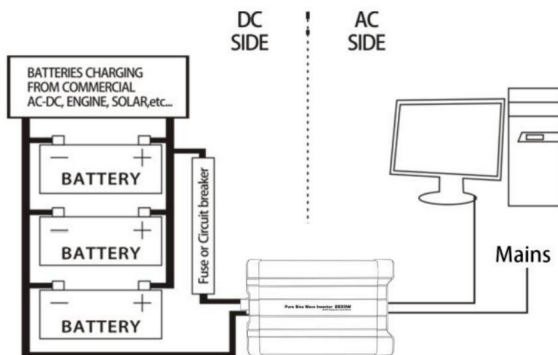 DC
SIDE
AC
SIDE
BATTERIES CHARGING
FROM COMMERCIAL
AC-DC, ENGINE, SOLAR,etc...
− +
BATTERY
− +
BATTERY
− +
BATTERY
Fuse or Circuit breaker
Pure Sine Wave Inverter
Mains